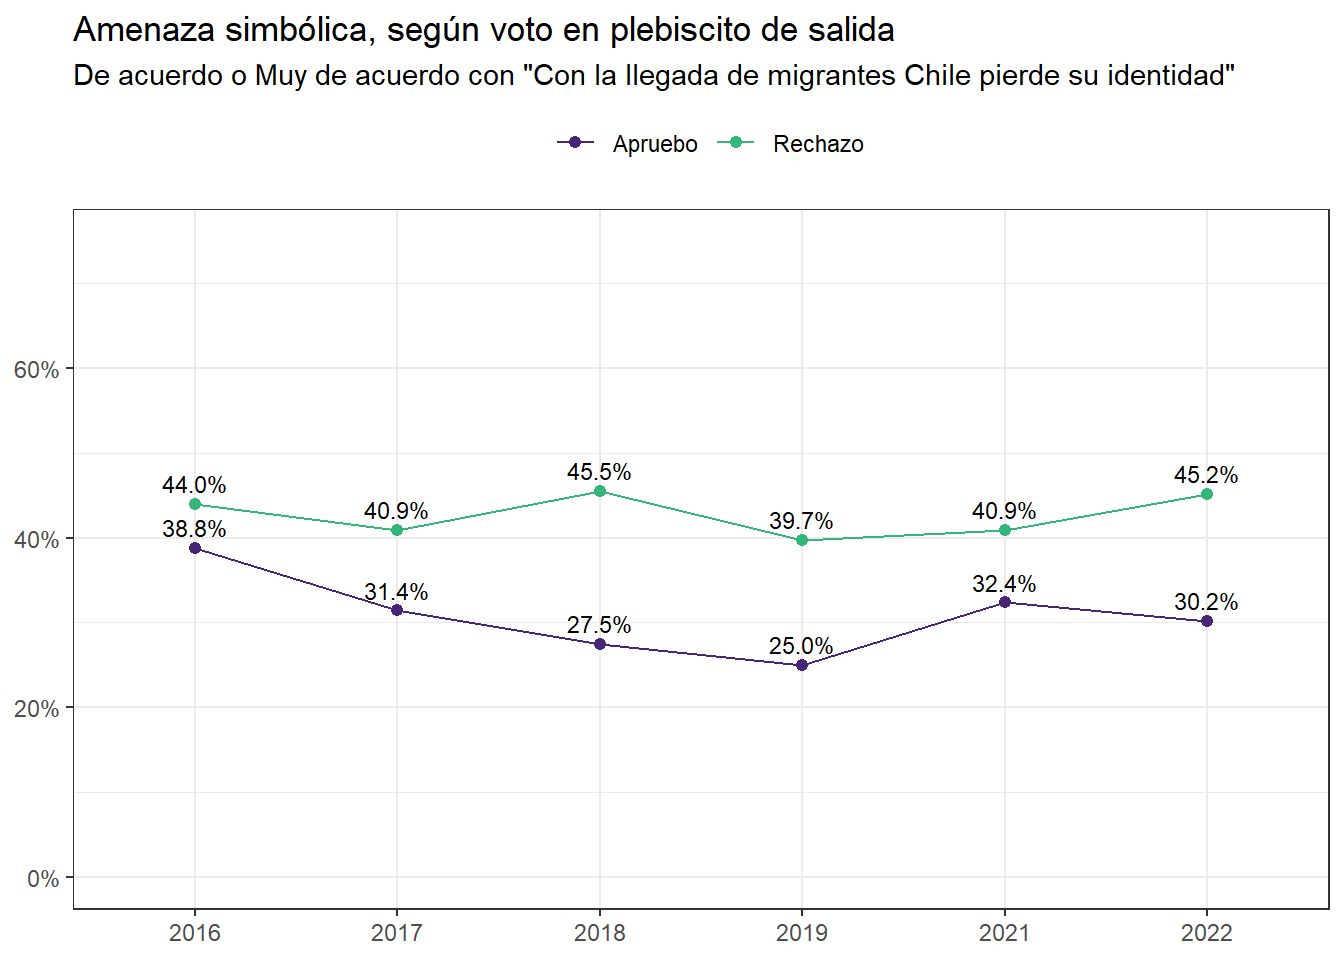 Amenaza simbólica, según voto en plebiscito de salida
De acuerdo o Muy de acuerdo con "Con la llegada de migrantes Chile pierde su identidad"
Apruebo Rechazo
60%
40%
20%
0%
44.0% 40.9% 45.5% 39.7% 40.9% 45.2%
38.8% 31.4% 27.5% 25.0% 32.4% 30.2%
2016 2017 2018 2019 2021 2022